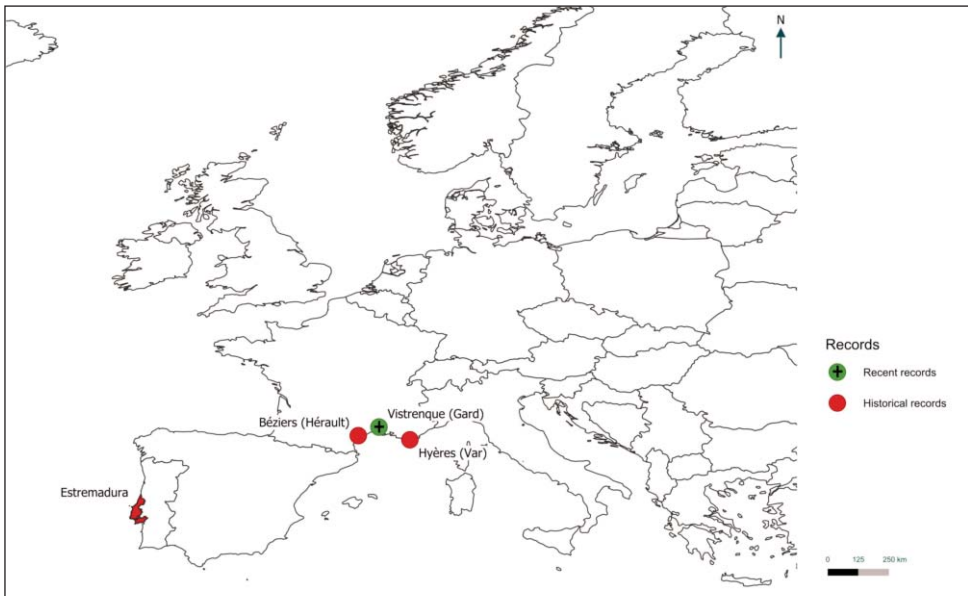 N
Records
Recent records
Historical records
Vistrenque (Gard)
Béziers (Hérault)
Hyères (Var)
Estremadura
0 125 250 km